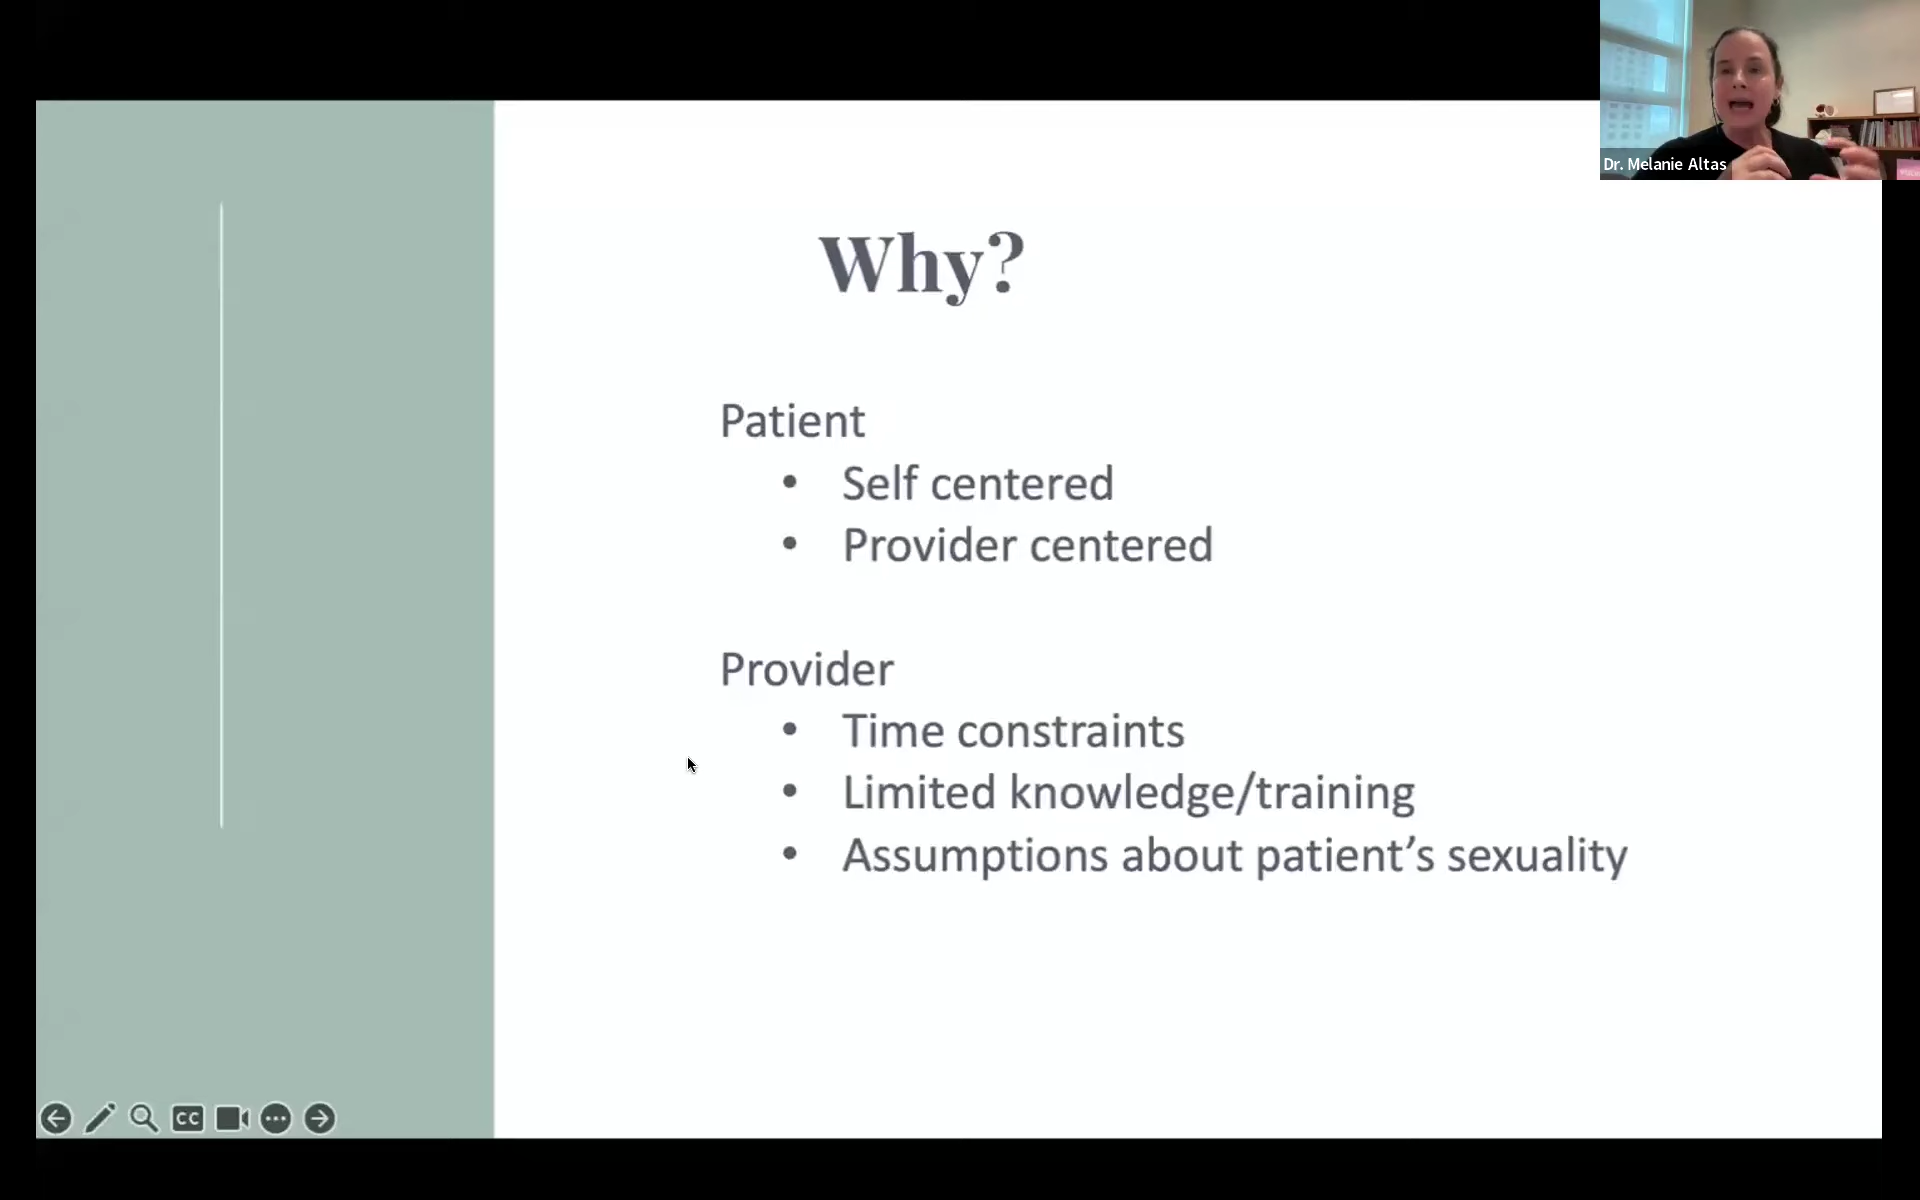 Dr. Melanie Altas
Why?
Patient
• Self centered
• Provider centered
Provider
• Time constraints
• Limited knowledge/training
• Assumptions about patient’s sexuality
CC